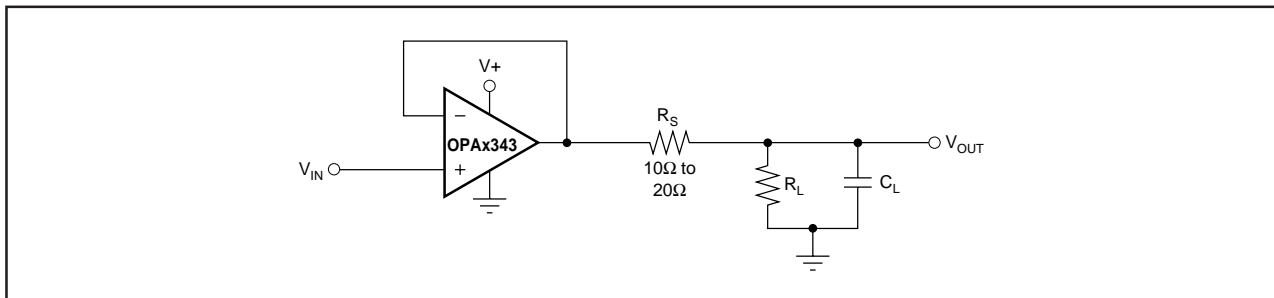 V+
−
OPAx343
+
V_IN
R_S
10Ω to
20Ω
R_L
C_L
V_OUT